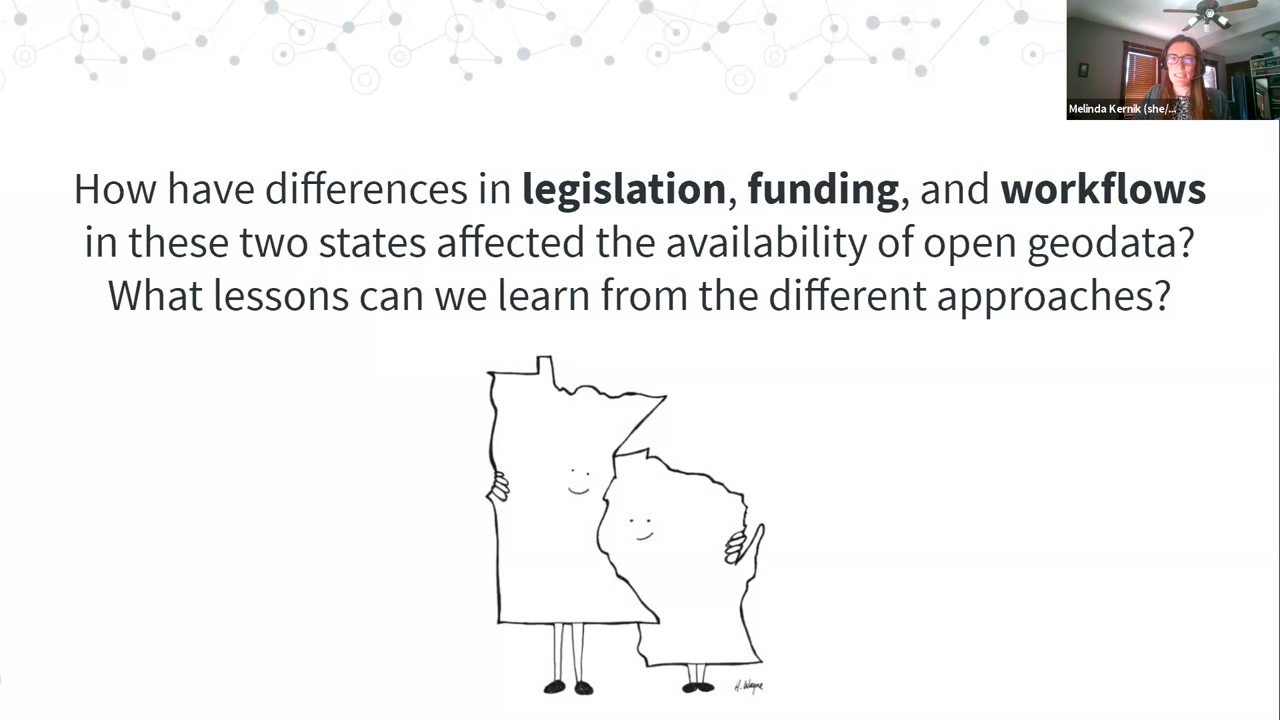 Melinda Kernik (she/...
How have differences in legislation, funding, and workflows
in these two states affected the availability of open geodata?
What lessons can we learn from the different approaches?
H. Wayne